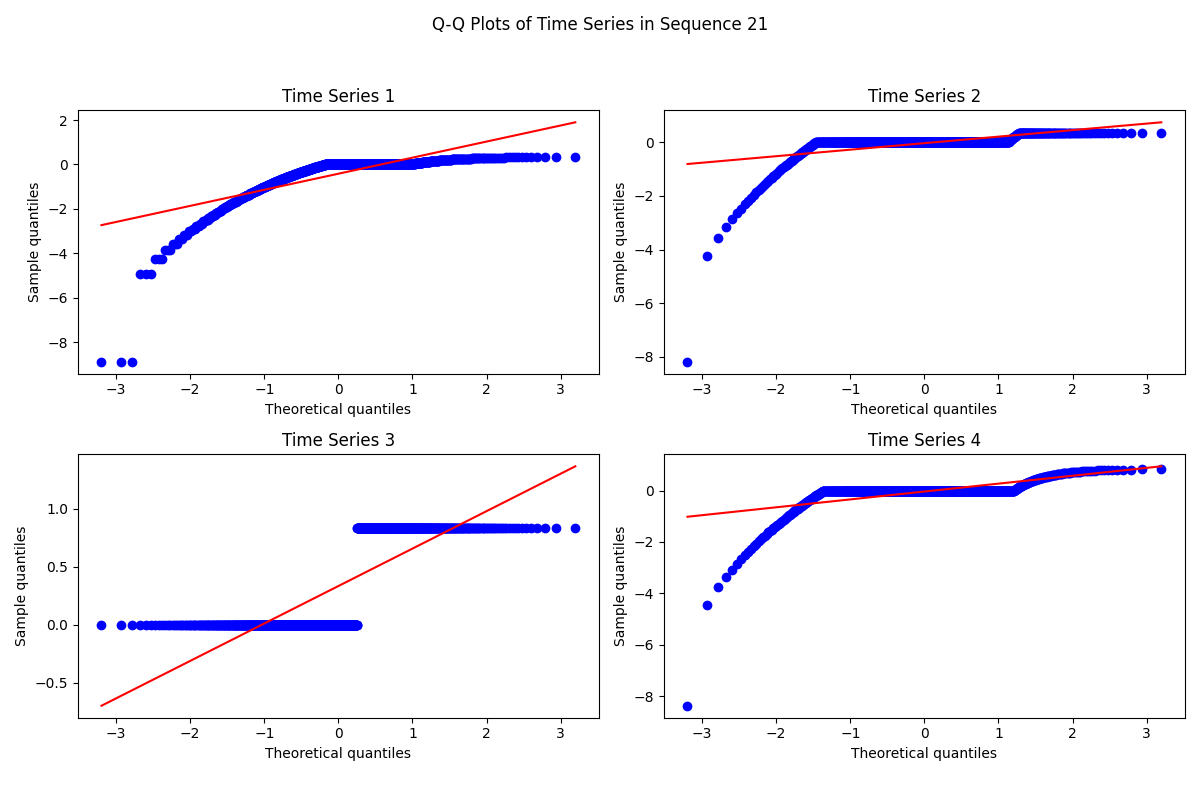 Q-Q Plots of Time Series in Sequence 21
Time Series 1
2
0
−2
−4
−6
−8
Sample quantiles
−3 −2 −1 0 1 2 3
Theoretical quantiles
Time Series 2
0
−2
−4
−6
−8
Sample quantiles
−3 −2 −1 0 1 2 3
Theoretical quantiles
Time Series 3
1.0
0.5
0.0
−0.5
Sample quantiles
−3 −2 −1 0 1 2 3
Theoretical quantiles
Time Series 4
0
−2
−4
−6
−8
Sample quantiles
−3 −2 −1 0 1 2 3
Theoretical quantiles